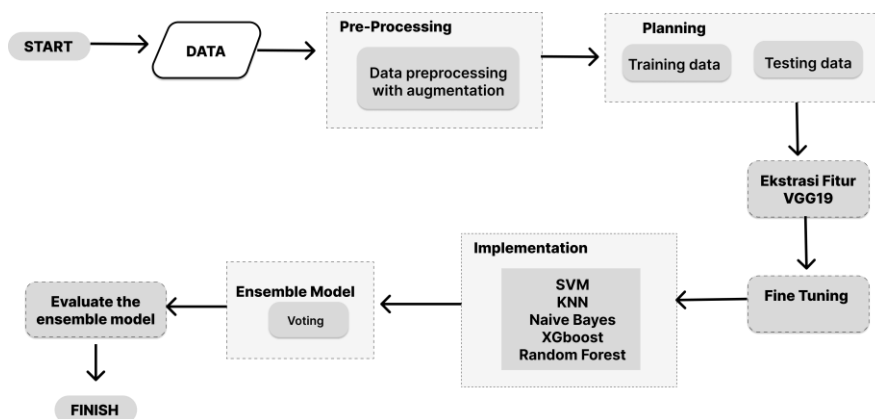 START
DATA
Pre-Processing
Data preprocessing
with augmentation
Planning
Training data
Testing data
Ekstrasi Fitur
VGG19
Fine Tuning
Implementation
SVM
KNN
Naive Bayes
XGboost
Random Forest
Ensemble Model
Voting
Evaluate the
ensemble model
FINISH